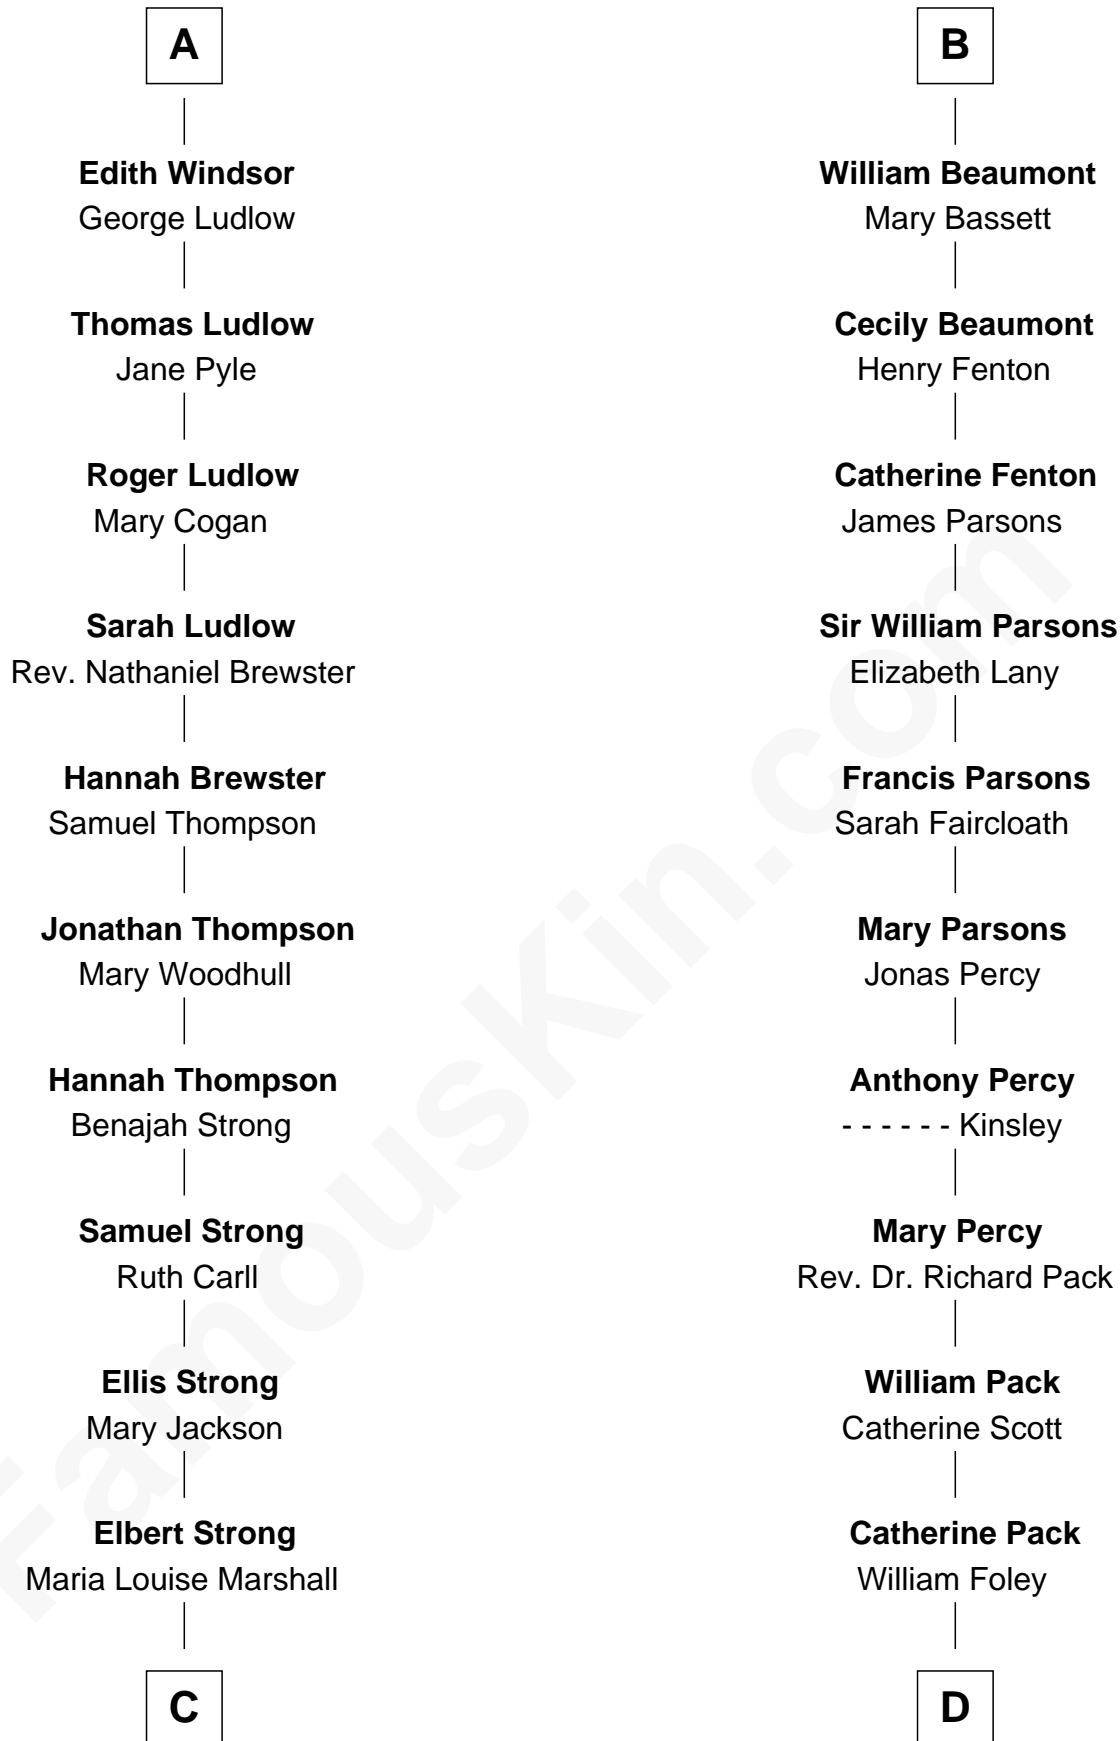 A
Edith Windsor
George Ludlow
Thomas Ludlow
Jane Pyle
Roger Ludlow
Mary Cogan
Sarah Ludlow
Rev. Nathaniel Brewster
Hannah Brewster
Samuel Thompson
Jonathan Thompson
Mary Woodhull
Hannah Thompson
Benajah Strong
Samuel Strong
Ruth Carll
Ellis Strong
Mary Jackson
Elbert Strong
Maria Louise Marshall
C
B
William Beaumont
Mary Bassett
Cecily Beaumont
Henry Fenton
Catherine Fenton
James Parsons
Sir William Parsons
Elizabeth Lany
Francis Parsons
Sarah Faircloath
Mary Parsons
Jonas Percy
Anthony Percy
- - - - - - Kinsley
Mary Percy
Rev. Dr. Richard Pack
William Pack
Catherine Scott
Catherine Pack
William Foley
D
FamousKin.com